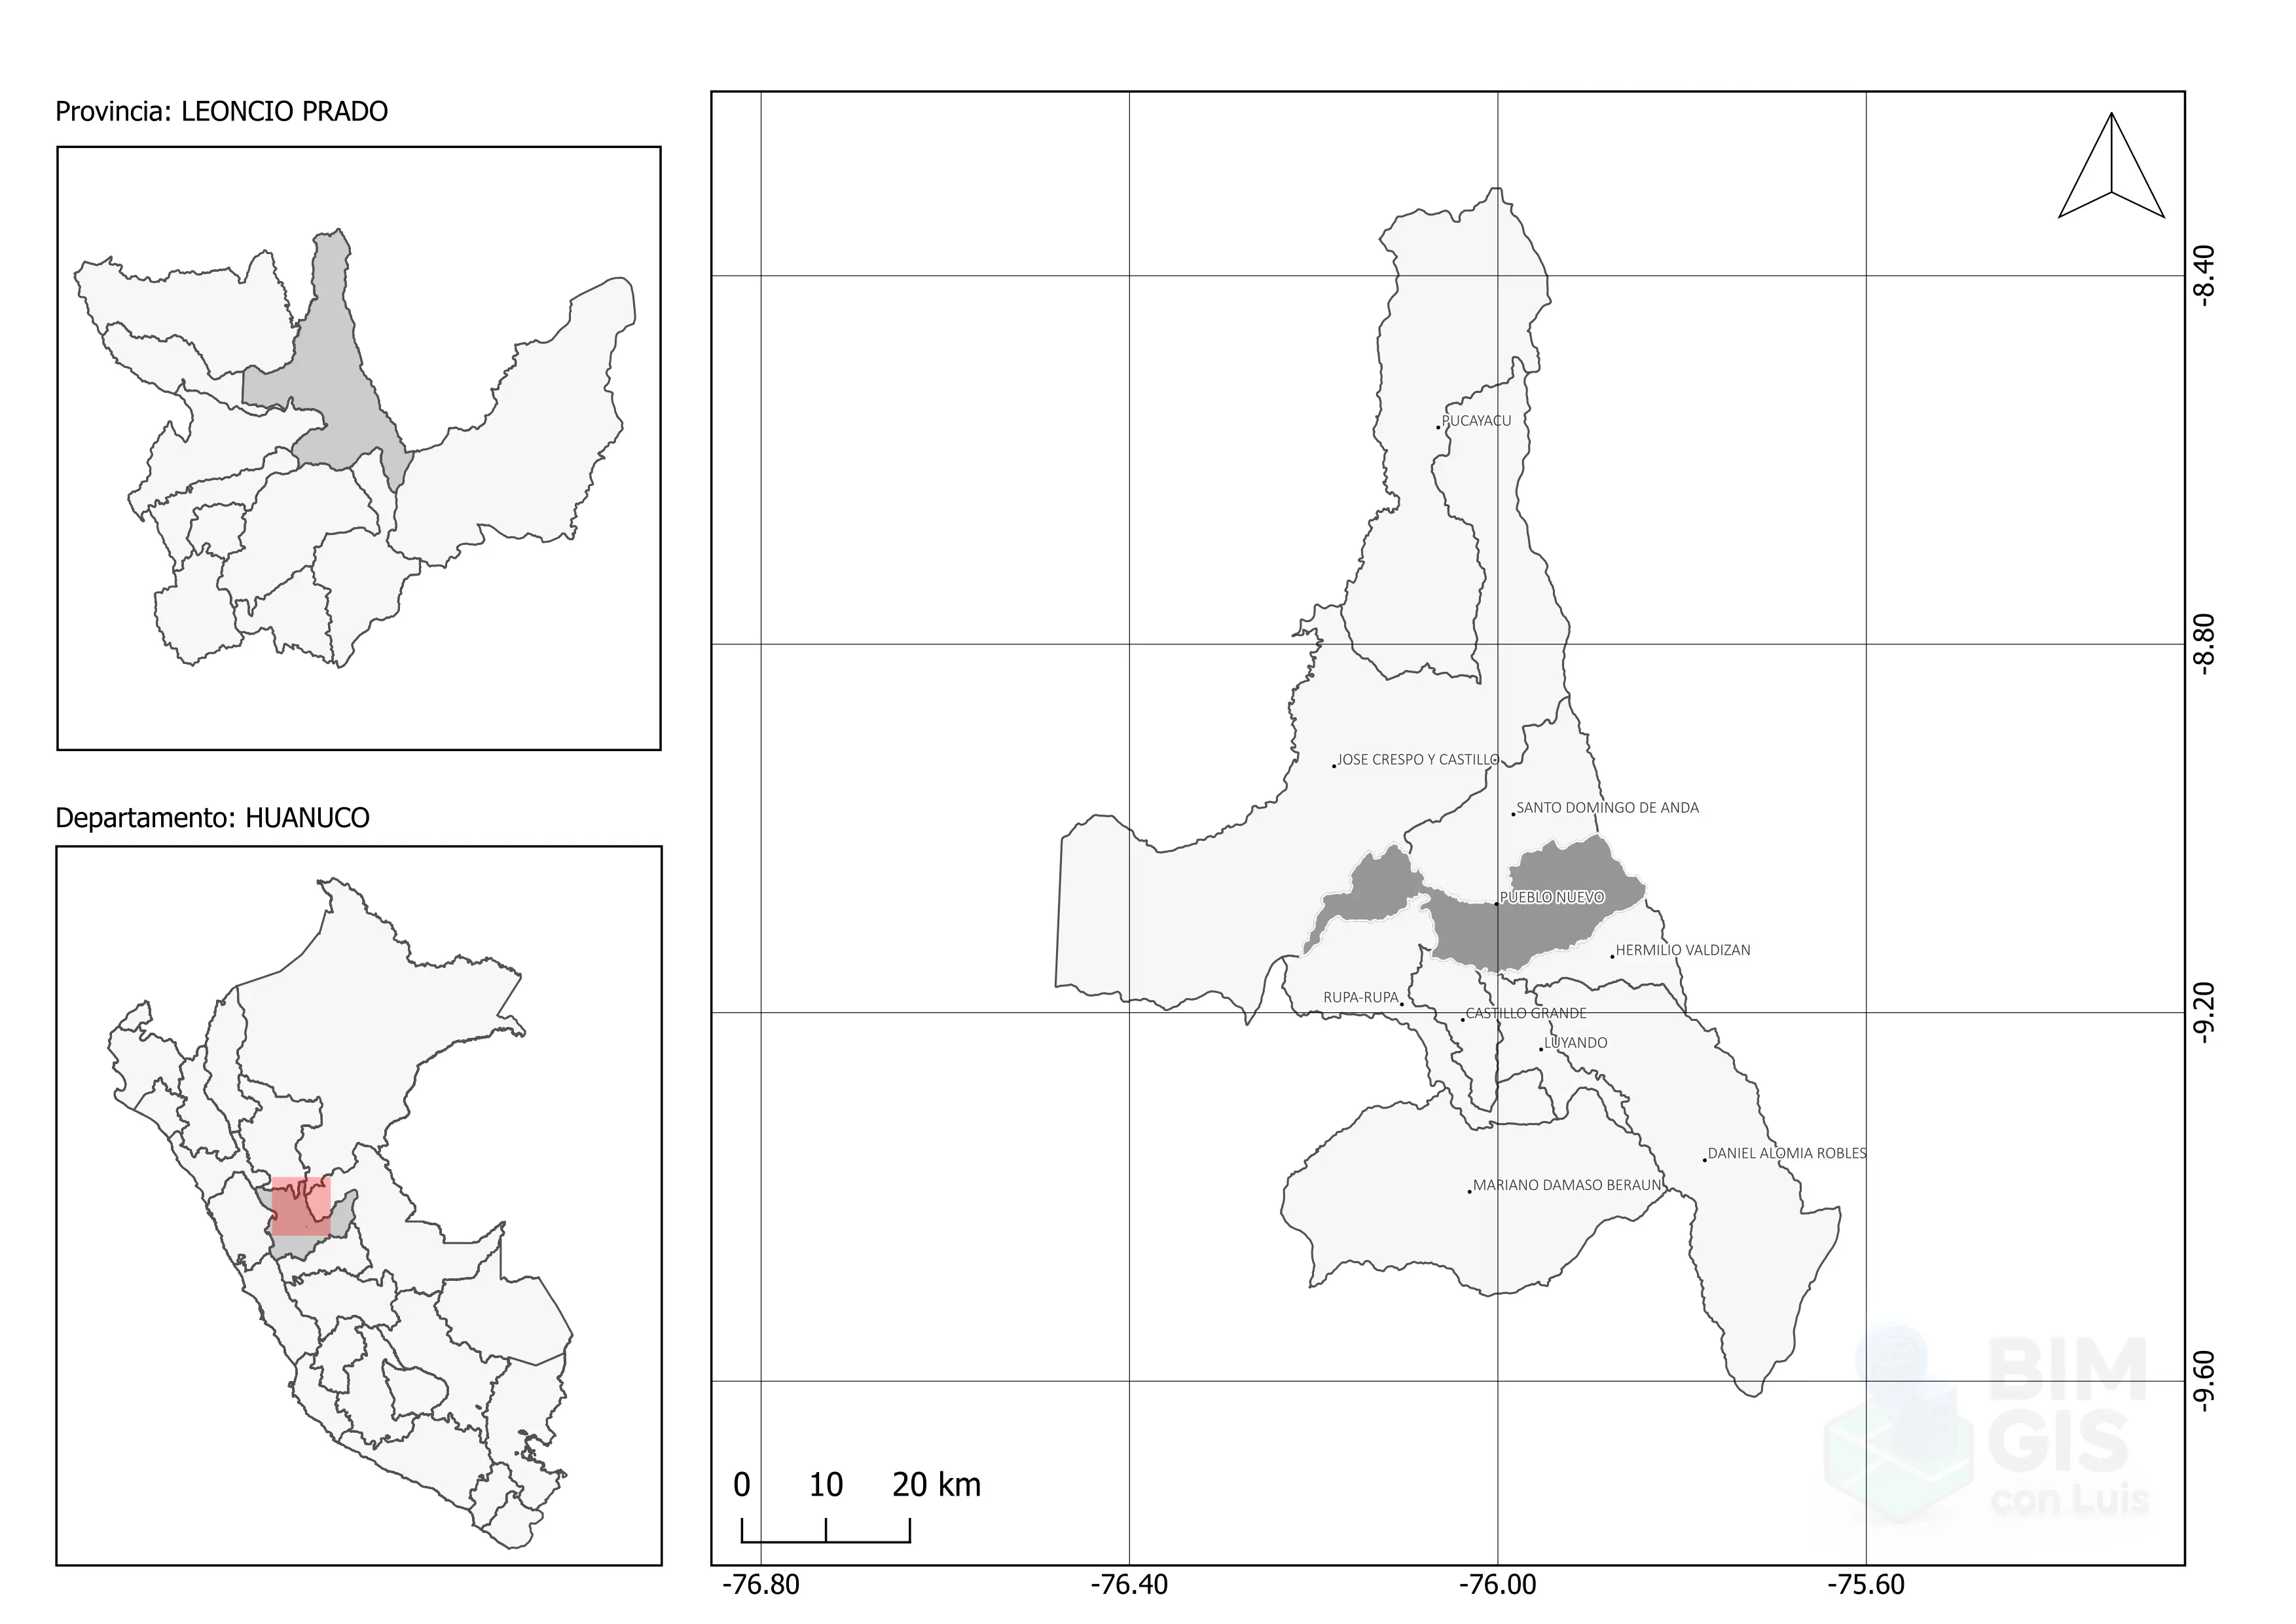 Provincia: LEONCIO PRADO
Departamento: HUANUCO
PUCAYACU
JOSE CRESPO Y CASTILLO
SANTO DOMINGO DE ANDA
PUEBLO NUEVO
HERMILIO VALDIZAN
RUPA-RUPA
CASTILLO GRANDE
LUYANDO
DANIEL ALOMIA ROBLES
MARIANO DAMASO BERAUN
-8.40
-8.80
-9.20
-9.60
BIM
GIS
con Luis
0 10 20 km
-76.80 -76.40 -76.00 -75.60